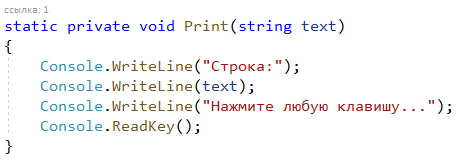 ссылка: 1
static private void Print(string text)
{
    Console.WriteLine("Строка:");
    Console.WriteLine(text);
    Console.WriteLine("Нажмите любую клавишу...");
    Console.ReadKey();
}